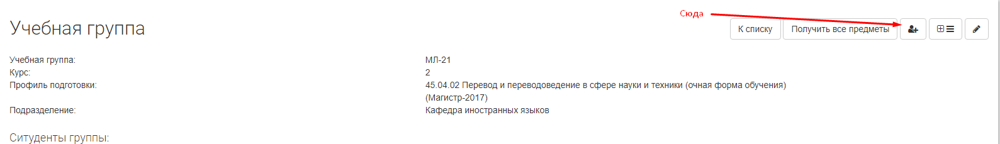 Сюда
Учебная группа
К списку
Получить все предметы
Учебная группа: МЛ-21
Курс: 2
Профиль подготовки: 45.04.02 Перевод и переводоведение в сфере науки и техники (очная форма обучения)
(Магистр-2017)
Подразделение: Кафедра иностранных языков
Ситуденты группы: